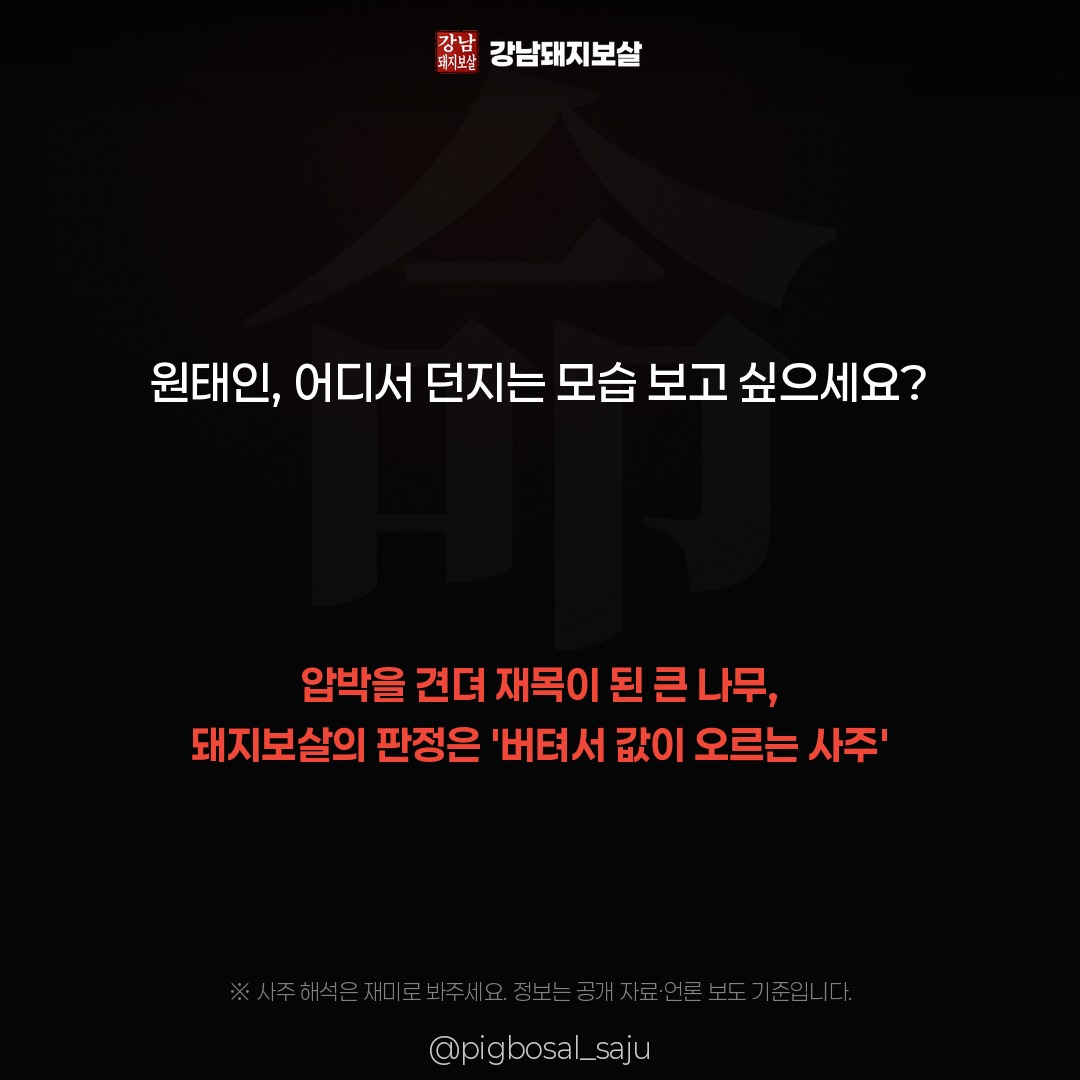 강남
돼지보살
강남돼지보살
命
원태인, 어디서 던지는 모습 보고 싶으세요?
압박을 견뎌 재목이 된 큰 나무,
돼지보살의 판정은 '버텨서 값이 오르는 사주'
※ 사주 해석은 재미로 봐주세요. 정보는 공개 자료·언론 보도 기준입니다.
@pigbosal_saju